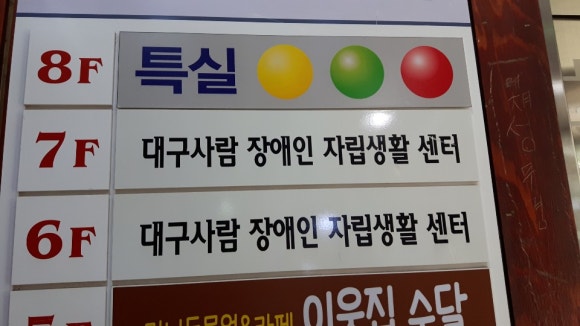 8F 특실
7F 대구사람 장애인 자립생활 센터
6F 대구사람 장애인 자립생활 센터
이웃집 수달